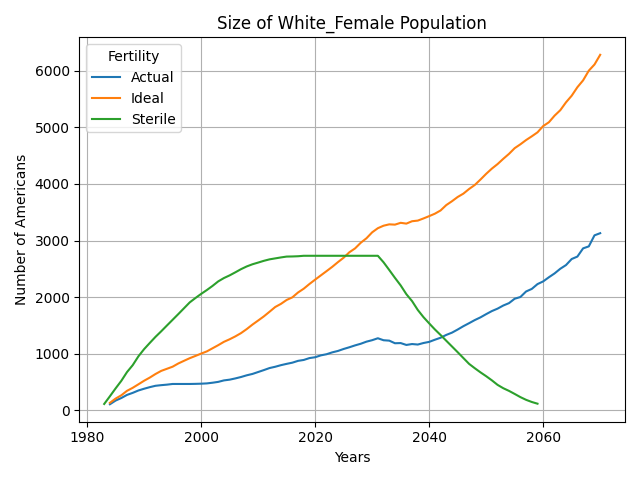 Size of White_Female Population
Fertility
Actual
Ideal
Sterile
Number of Americans
6000
5000
4000
3000
2000
1000
0
1980
2000
2020
2040
2060
Years